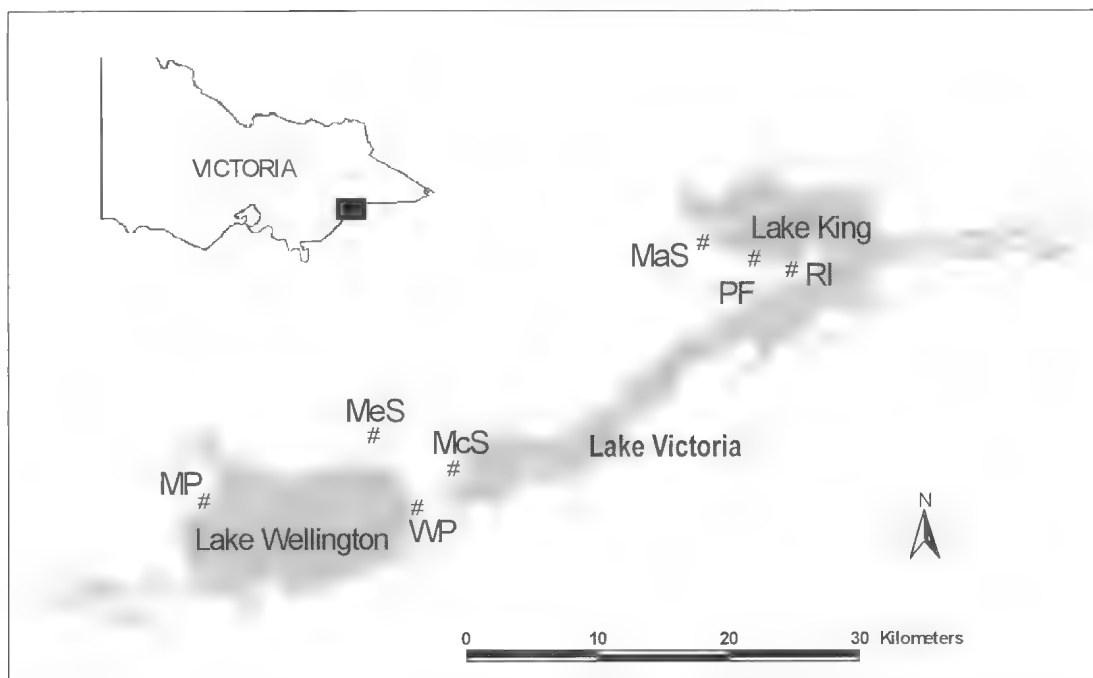 VICTORIA
Lake King
MaS #
#
PF
# RI
MeS
#
McS
#
Lake Victoria
MP
#
#
WP
Lake Wellington
N
0 10 20 30 Kilometers